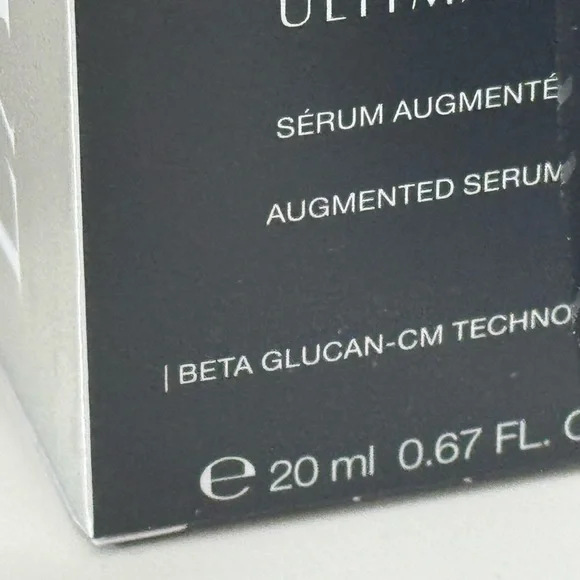 SÉRUM AUGMENTÉ
AUGMENTED SERUM
| BETA GLUCAN-CM TECHNO
℮ 20 ml 0.67 FL.